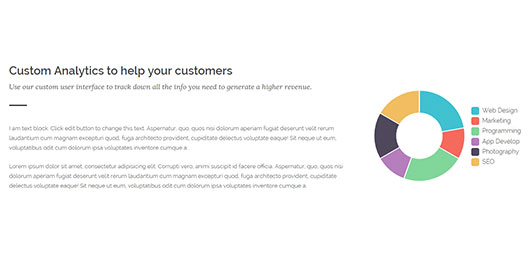 Custom Analytics to help your customers
Use our custom user interface to track down all the info you need to generate a higher revenue.
I am text block. Click edit button to change this text. Aspernatur, quo, quos nisi dolorum aperiam fugiat deserunt velit rerum
laudantium cum magnam excepturi quod, fuga architecto provident, cupiditate delectus voluptate eaque! Sit neque ut eum,
voluptatibus odit cum dolorem ipsum voluptates inventore cumque a.
Lorem ipsum dolor sit amet, consectetur adipisicing elit. Corrupti vero, animi suscipit id facere officia. Aspernatur, quo, quos nisi
dolorum aperiam fugiat deserunt velit rerum laudantium cum magnam excepturi quod, fuga architecto provident, cupiditate
delectus voluptate eaque! Sit neque ut eum, voluptatibus odit cum dolorem ipsum voluptates inventore cumque a.
Web Design
Marketing
Programming
App Develop
Photography
SEO